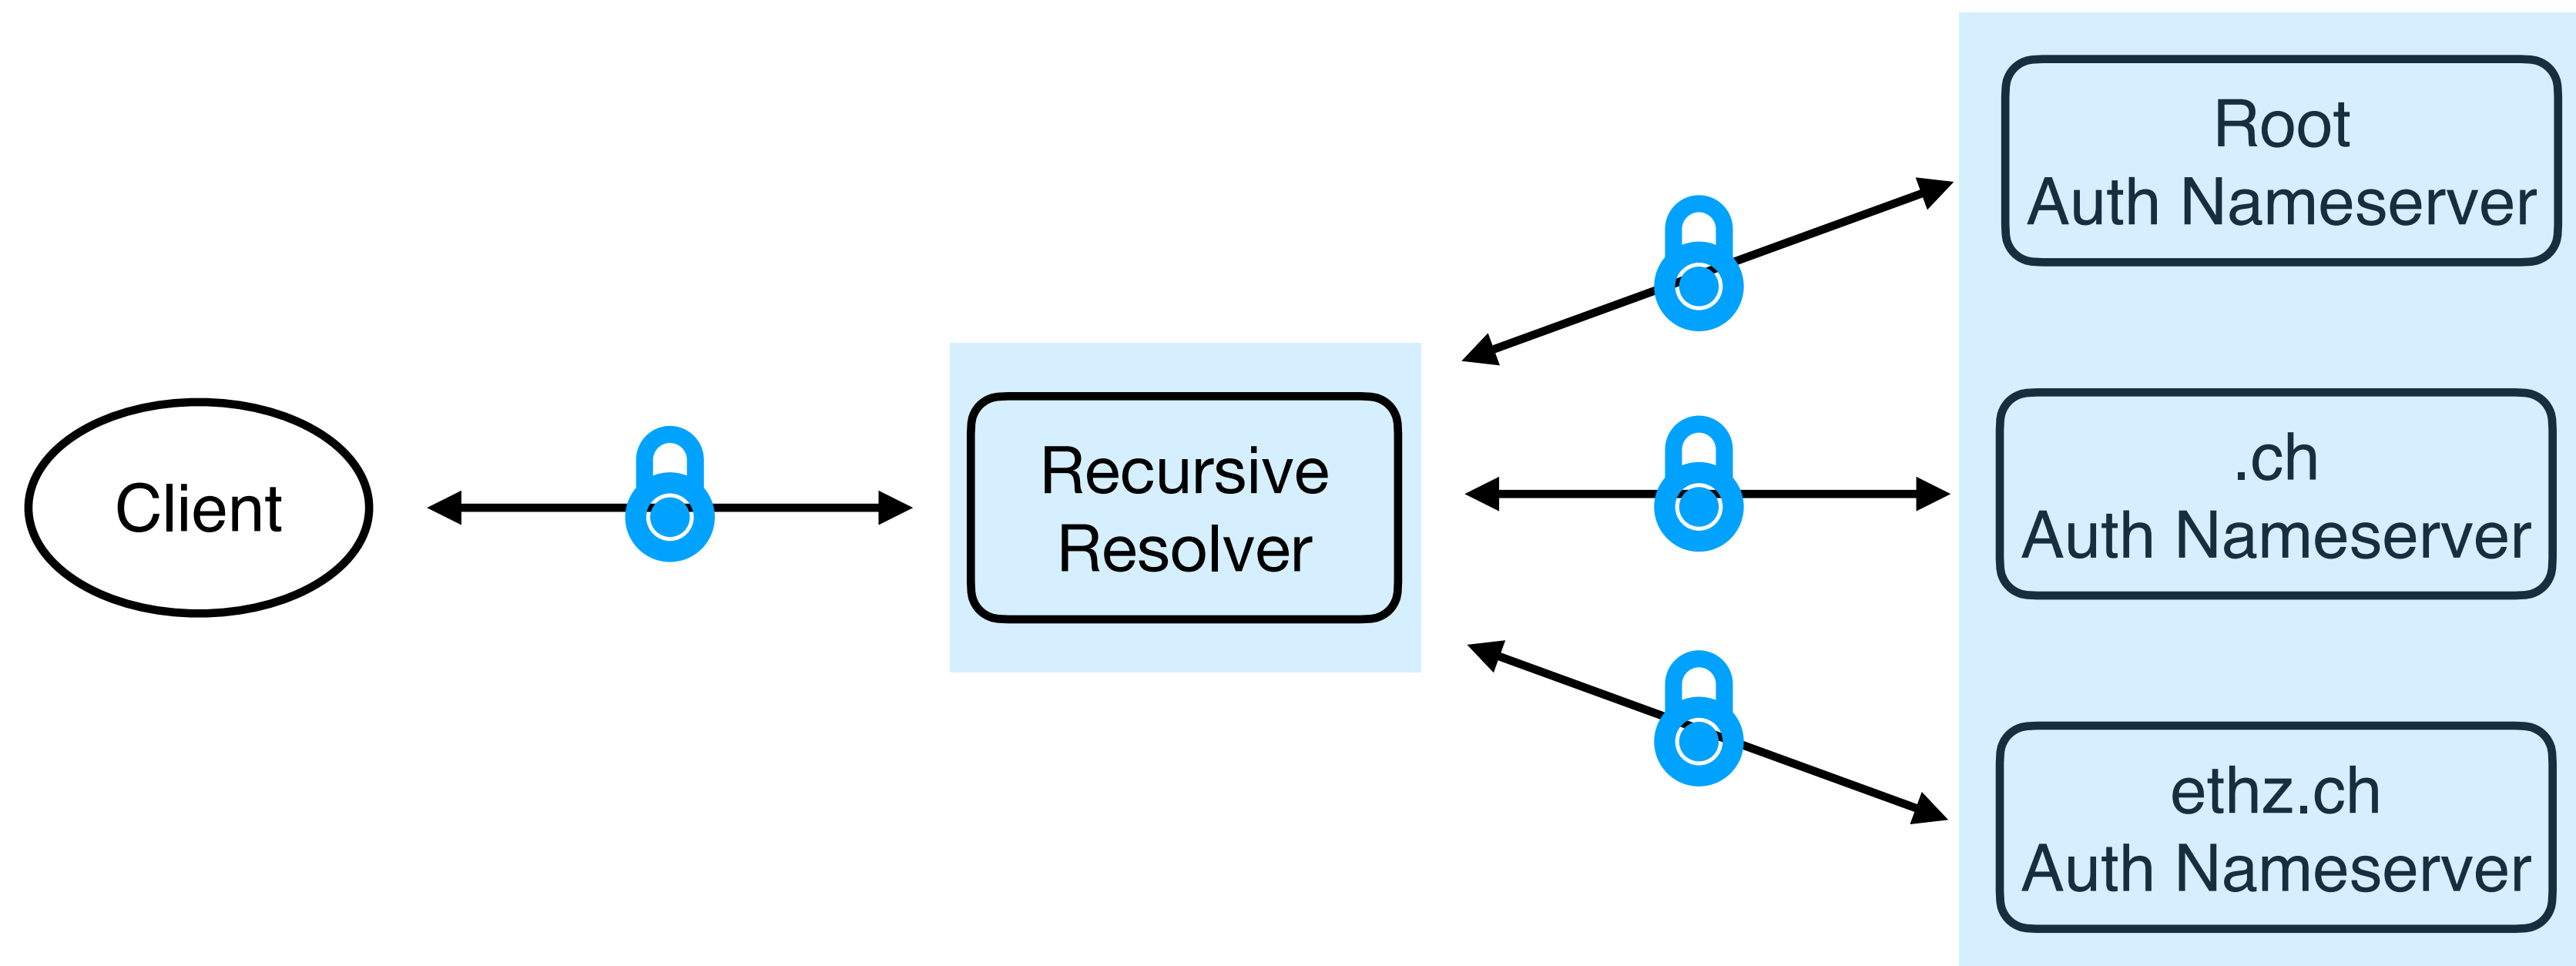 Client
Recursive
Resolver
Root
Auth Nameserver
.ch
Auth Nameserver
ethz.ch
Auth Nameserver